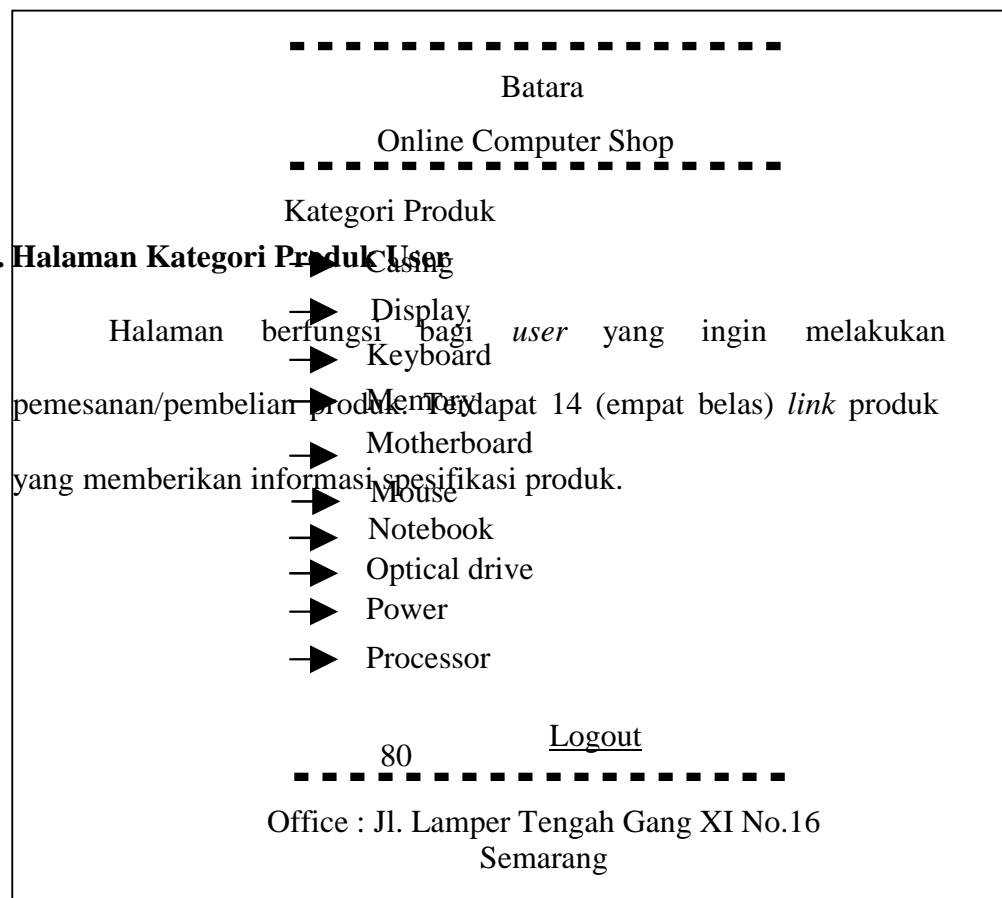 Batara
Online Computer Shop
Kategori Produk
. Halaman Kategori Produk User
Casing
Display
Halaman berfungsi bagi user yang ingin melakukan
Keyboard
Memory
pemesanan/pembelian produk. Terdapat 14 (empat belas) link produk
Motherboard
yang memberikan informasi spesifikasi produk.
Mouse
Notebook
Optical drive
Power
Processor
Logout
80
Office : Jl. Lamper Tengah Gang XI No.16
Semarang